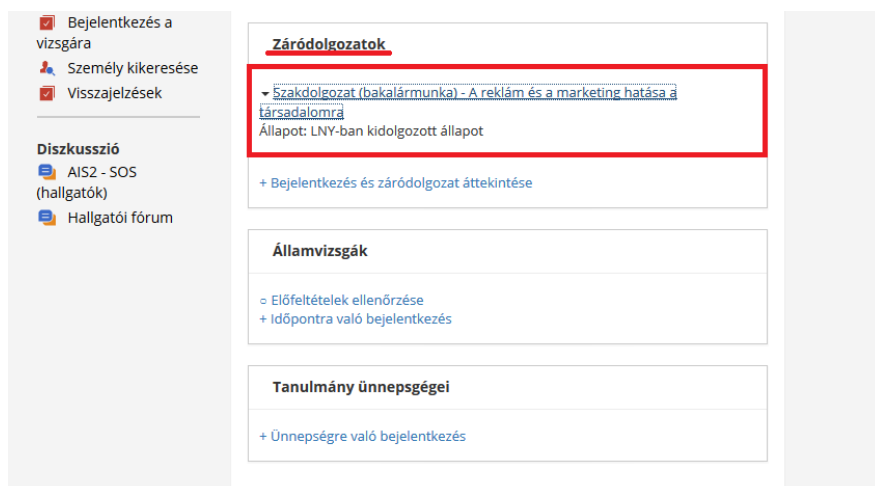 Bejelentkezés a
vizsgára
Személy kikeresése
Visszajelzések
Diszkusszió
AIS2 - SOS
(hallgatók)
Hallgatói fórum
Záródolgozatok
Szakdolgozat (bakalármunka) - A reklám és a marketing hatása a
társadalomra
Állapot: LNY-ban kidolgozott állapot
+ Bejelentkezés és záródolgozat áttekintése
Államvizsgák
○ Előfeltételek ellenőrzése
+ Időpontra való bejelentkezés
Tanulmány ünnepsgégei
+ Ünnepségre való bejelentkezés